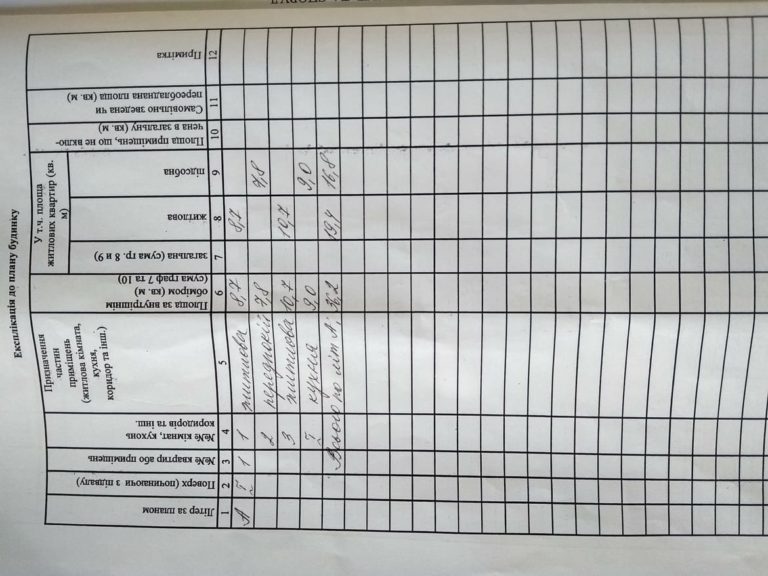 Експлікація до плану будинку
Літер за планом
Поверх (починаючи з підвалу)
№№ квартир або приміщень
№№ кімнат, кухонь коридорів та інш.
Призначення
частин
приміщень
(житлова кімната,
кухня,
коридор та інш.)
Площа за внутрішнім
обміром (кв. м)
(сума граф 7 та 10)
У т.ч. площа
житлових квартир (кв.
м)
загальна (сума гр. 8 и 9)
житлова
підсобна
Площа приміщень, що не вклю-
чена в загальну (кв. м)
Самовільно зведена чи
переобладнана площа (кв. м)
Примітка
1 2 3 4 5 6 7 8 9 10 11 12
А I 1 1 житлова 8,7 8,7
2 передпокій 7,8 7,8
3 житлова 10,7 10,7
I кухня 9,0 9,0
Всього по літ А; 36,2 19,4 16,8